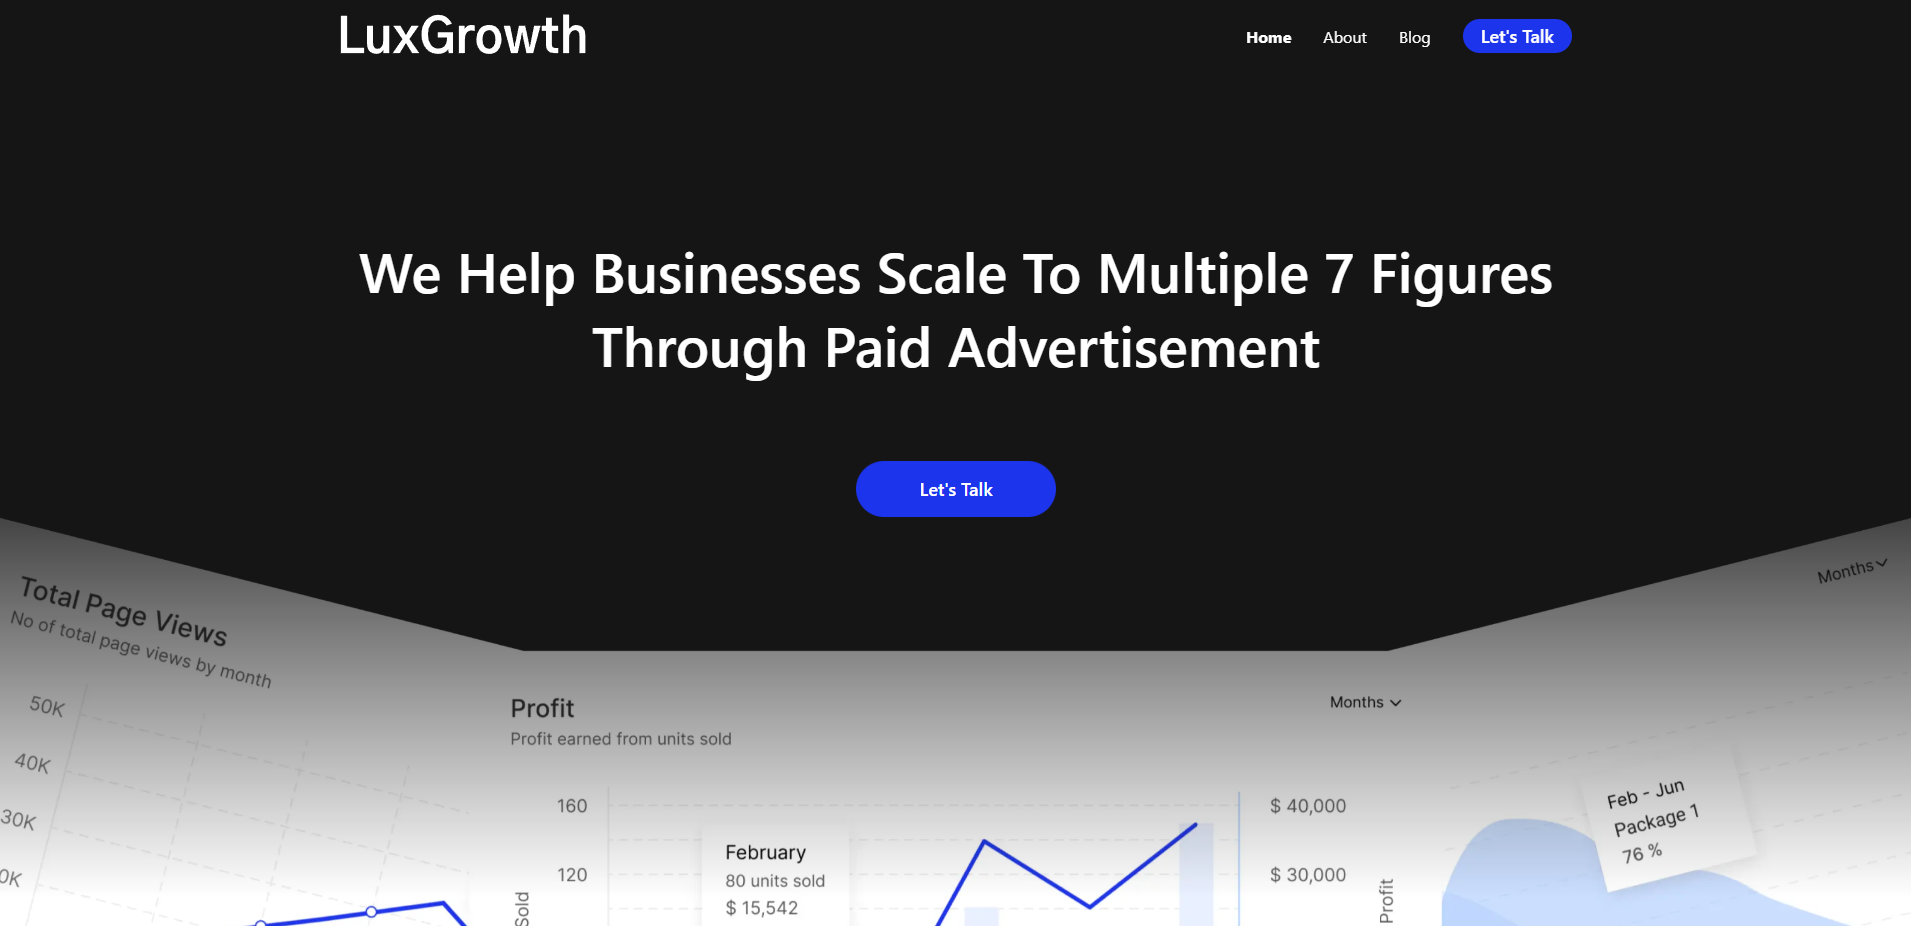 LuxGrowth
Home About Blog Let's Talk
We Help Businesses Scale To Multiple 7 Figures
Through Paid Advertisement
Let's Talk
Total Page Views
No of total page views by month
50K
40K
30K
0K
Profit
Profit earned from units sold
Months
160
120
February
80 units sold
$ 15,542
Sold
$ 40,000
$ 30,000
Profit
Months
Feb - Jun
Package 1
76 %